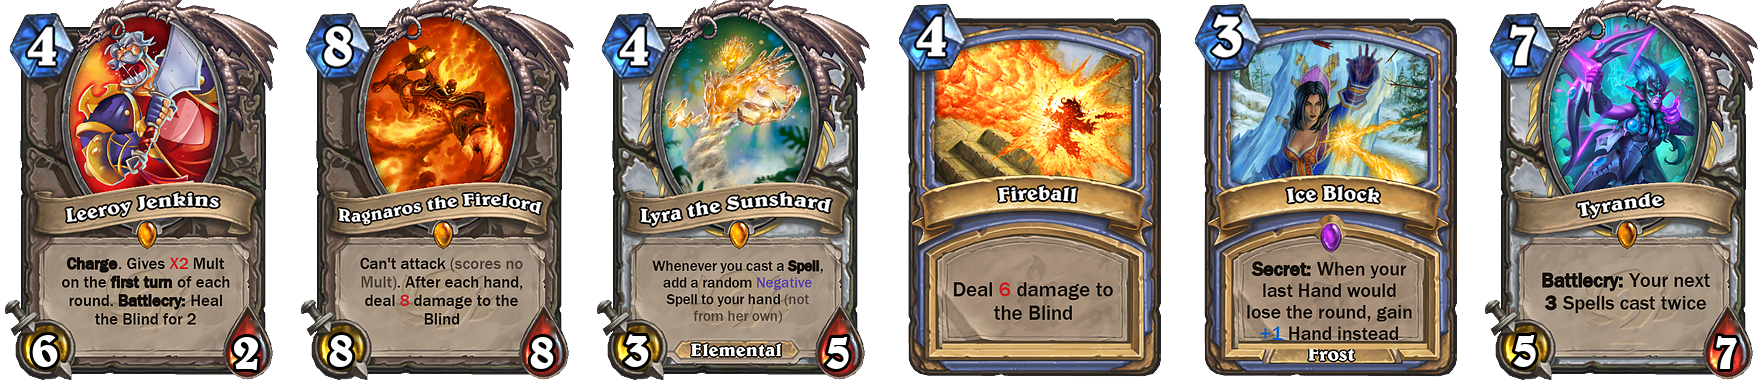 4
Leeroy Jenkins
Charge. Gives X2 Mult
on the first turn of each
round. Battlecry: Heal
the Blind for 2
6
2
8
Ragnaros the Firelord
Can't attack (scores no
Mult). After each hand,
deal 8 damage to the
Blind
8
8
4
Lyra the Sunshard
Whenever you cast a Spell,
add a random Negative
Spell to your hand (not
from her own)
3
Elemental
5
4
Fireball
Deal 6 damage to
the Blind
3
Ice Block
Secret: When your
last Hand would
lose the round, gain
+1 Hand instead
Frost
7
Tyrande
Battlecry: Your next
3 Spells cast twice
5
7